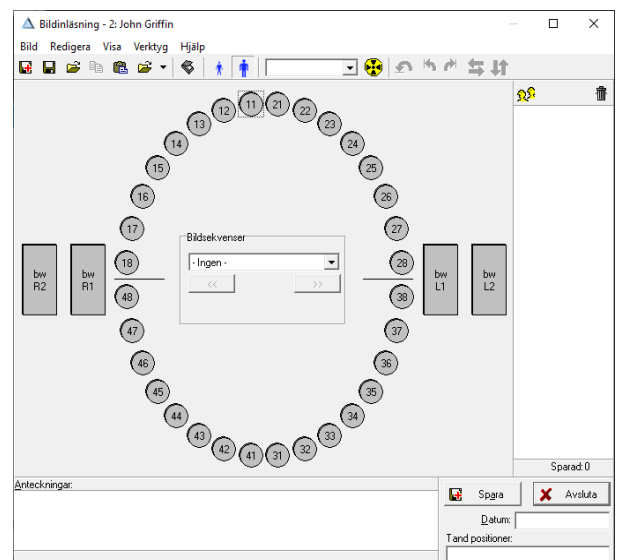 Bildinläsning - 2: John Griffin
Bild Redigera Visa Verktyg Hjälp
11 21
12 22
13 23
14 24
15 25
16 26
17 27
Bildsekvenser
18 - Ingen - 28
bw R2
bw R1
bw L1
bw L2
<< >>
48 38
47 37
46 36
45 35
44 34
43 33
42 32
41 31
Sparad: 0
Anteckningar:
Spara Avsluta
Datum:
Tand positioner: